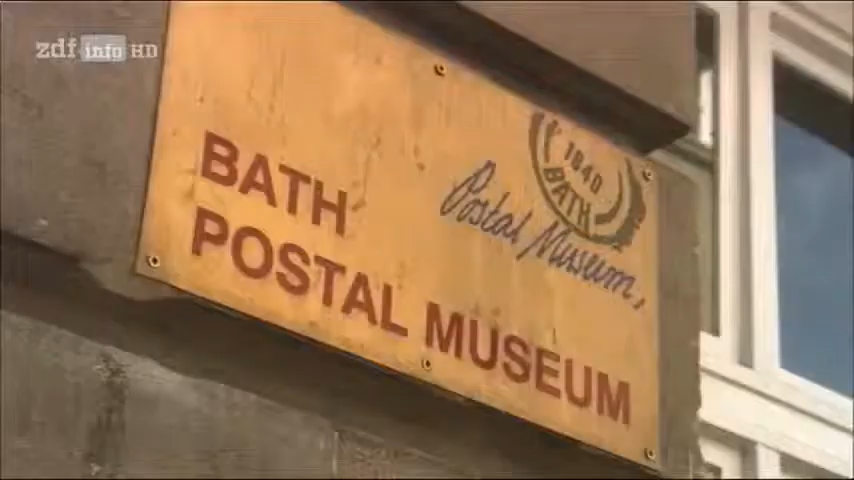 zdf info HD
1840
BATH
Postal Museum,
BATH
POSTAL MUSEUM